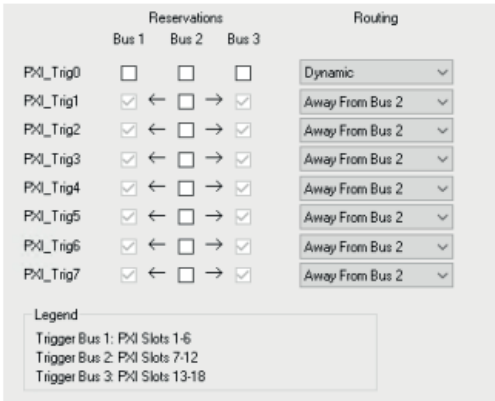 Reservations Routing
Bus 1 Bus 2 Bus 3
PXI_Trig0 Dynamic
PXI_Trig1 ← → Away From Bus 2
PXI_Trig2 ← → Away From Bus 2
PXI_Trig3 ← → Away From Bus 2
PXI_Trig4 ← → Away From Bus 2
PXI_Trig5 ← → Away From Bus 2
PXI_Trig6 ← → Away From Bus 2
PXI_Trig7 ← → Away From Bus 2
Legend
Trigger Bus 1: PXI Slots 1-6
Trigger Bus 2: PXI Slots 7-12
Trigger Bus 3: PXI Slots 13-18